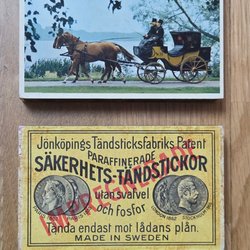 Jönköpings Tändsticksfabriks Patent
PARAFFINERADE
SÄKERHETS-TÄNDSTICKOR
utan svafvel
och fosfor
Tända endast mot lådans plån.
MADE IN SWEDEN